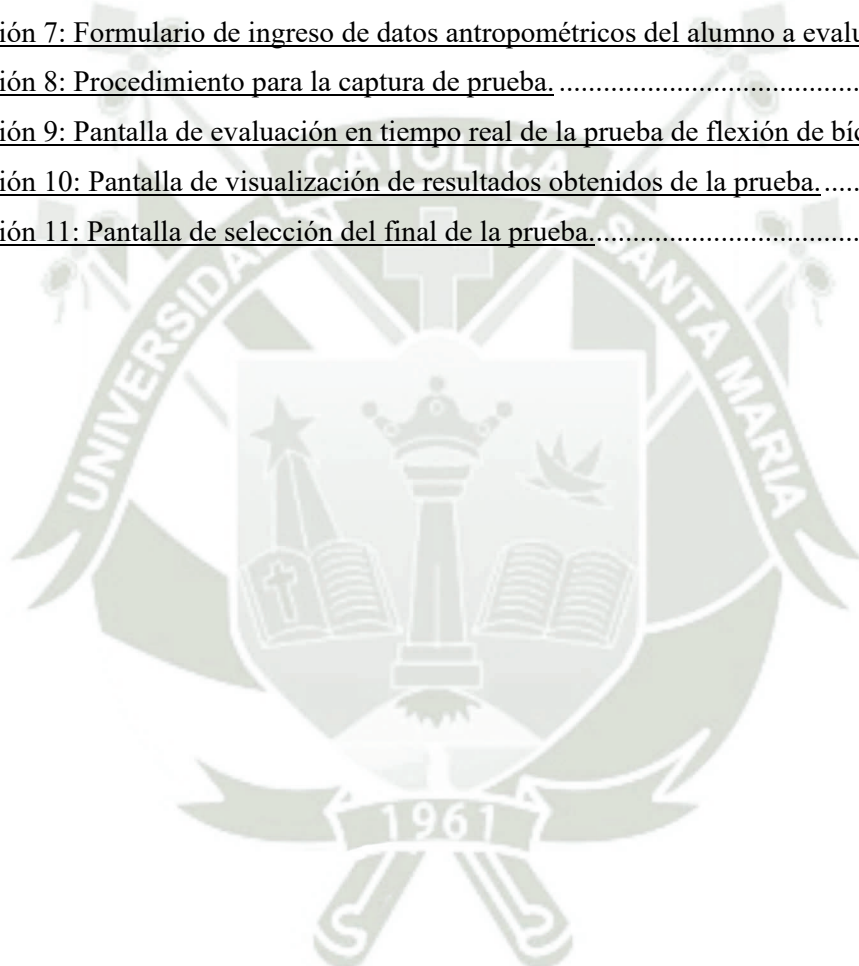 ión 7: Formulario de ingreso de datos antropométricos del alumno a evalu
ión 8: Procedimiento para la captura de prueba. ........................................
ión 9: Pantalla de evaluación en tiempo real de la prueba de flexión de bíc
ión 10: Pantalla de visualización de resultados obtenidos de la prueba. .....
ión 11: Pantalla de selección del final de la prueba....................................
UNIVERSIDAD CATOLICA SANTA MARIA
1961